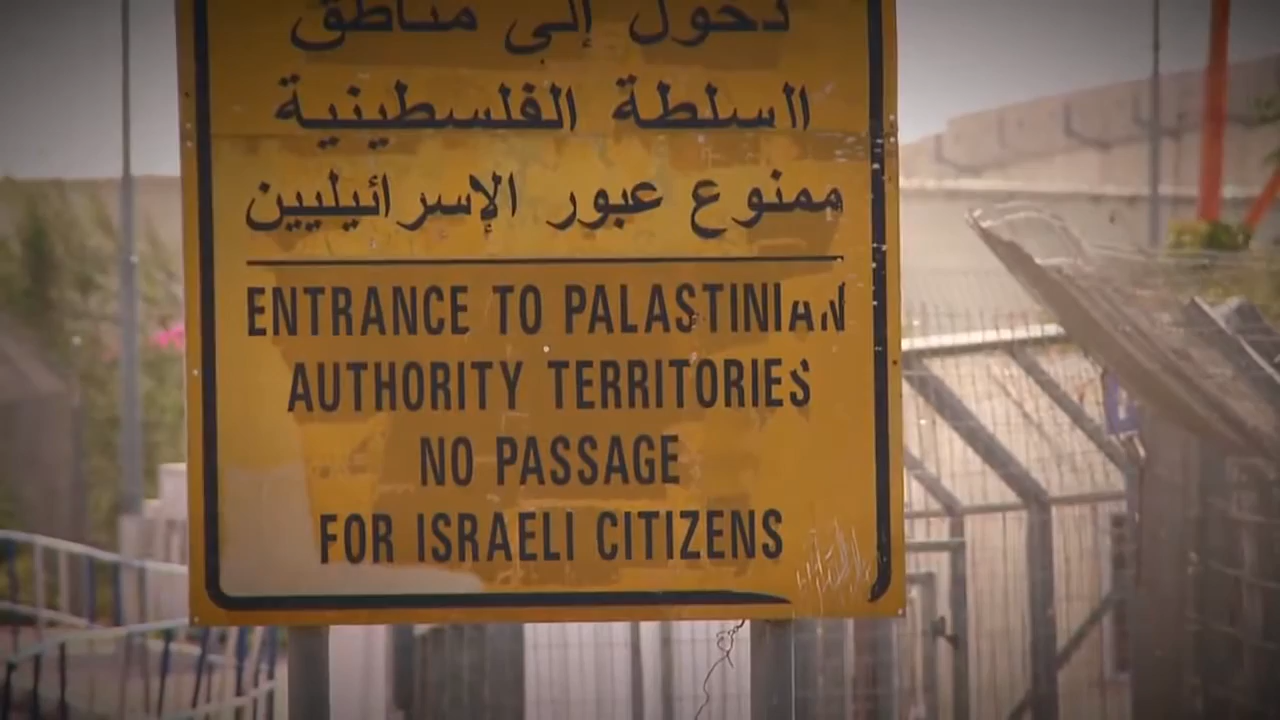 دخول إلى مناطق
السلطة الفلسطينية
ممنوع عبور الإسرائيليين
ENTRANCE TO PALASTINIAN
AUTHORITY TERRITORIES
NO PASSAGE
FOR ISRAELI CITIZENS